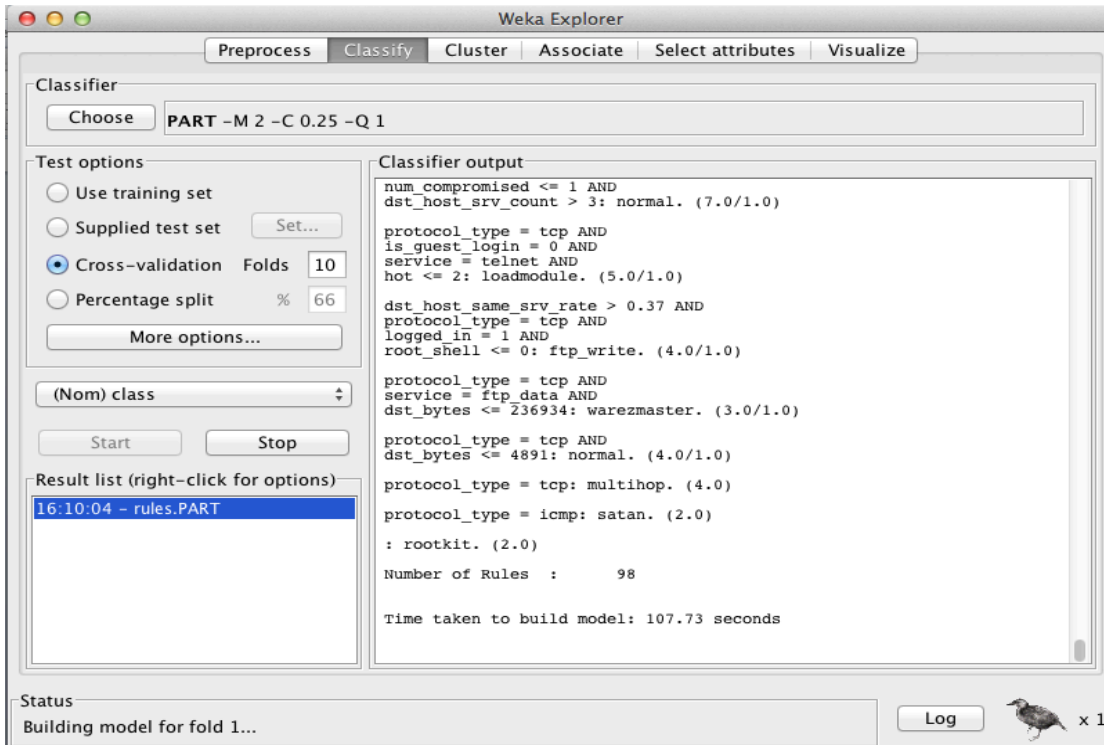 Weka Explorer
Preprocess Classify Cluster Associate Select attributes Visualize
Classifier
Choose PART -M 2 -C 0.25 -Q 1
Test options
Use training set
Supplied test set Set...
Cross-validation Folds 10
Percentage split % 66
More options...
(Nom) class
Start Stop
Result list (right-click for options)
16:10:04 - rules.PART
Classifier output
num_compromised <= 1 AND
dst_host_srv_count > 3: normal. (7.0/1.0)
protocol_type = tcp AND
is_guest_login = 0 AND
service = telnet AND
hot <= 2: loadmodule. (5.0/1.0)
dst_host_same_srv_rate > 0.37 AND
protocol_type = tcp AND
logged_in = 1 AND
root_shell <= 0: ftp_write. (4.0/1.0)
protocol_type = tcp AND
service = ftp_data AND
dst_bytes <= 236934: warezmaster. (3.0/1.0)
protocol_type = tcp AND
dst_bytes <= 4891: normal. (4.0/1.0)
protocol_type = tcp: multihop. (4.0)
protocol_type = icmp: satan. (2.0)
: rootkit. (2.0)
Number of Rules : 98
Time taken to build model: 107.73 seconds
Status
Building model for fold 1...
Log x 1